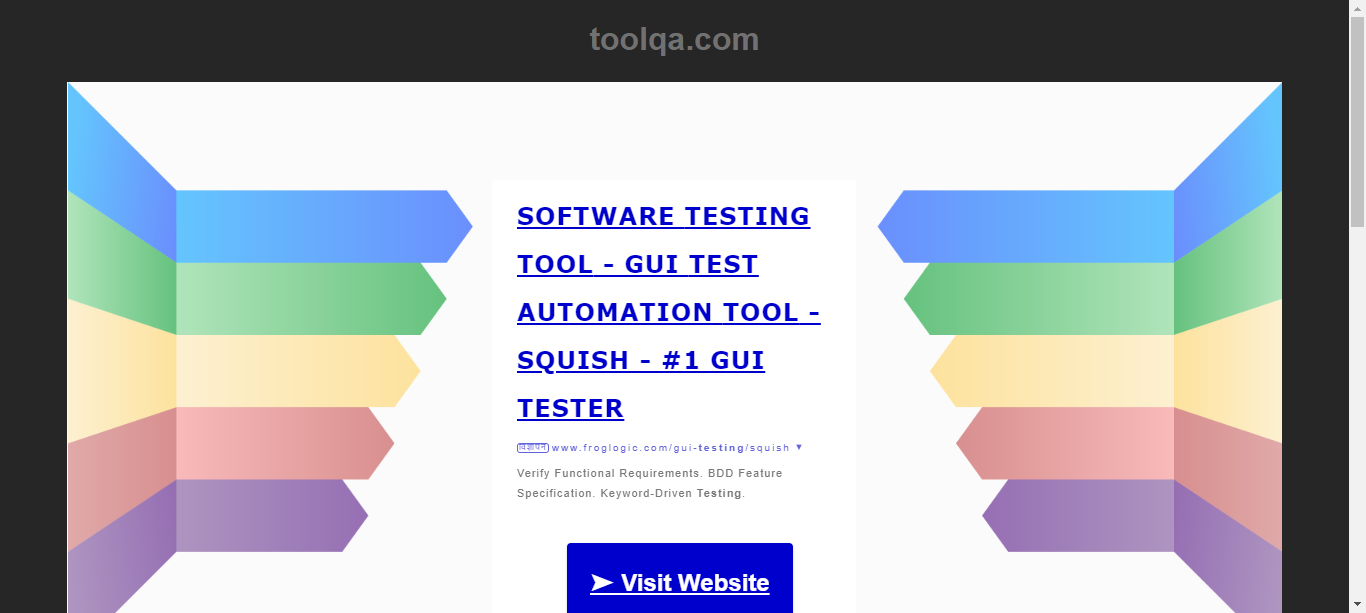 toolqa.com
SOFTWARE TESTING
TOOL - GUI TEST
AUTOMATION TOOL -
SQUISH - #1 GUI
TESTER
विज्ञापन www.froglogic.com/gui-testing/squish ▼
Verify Functional Requirements. BDD Feature
Specification. Keyword-Driven Testing.
➤ Visit Website